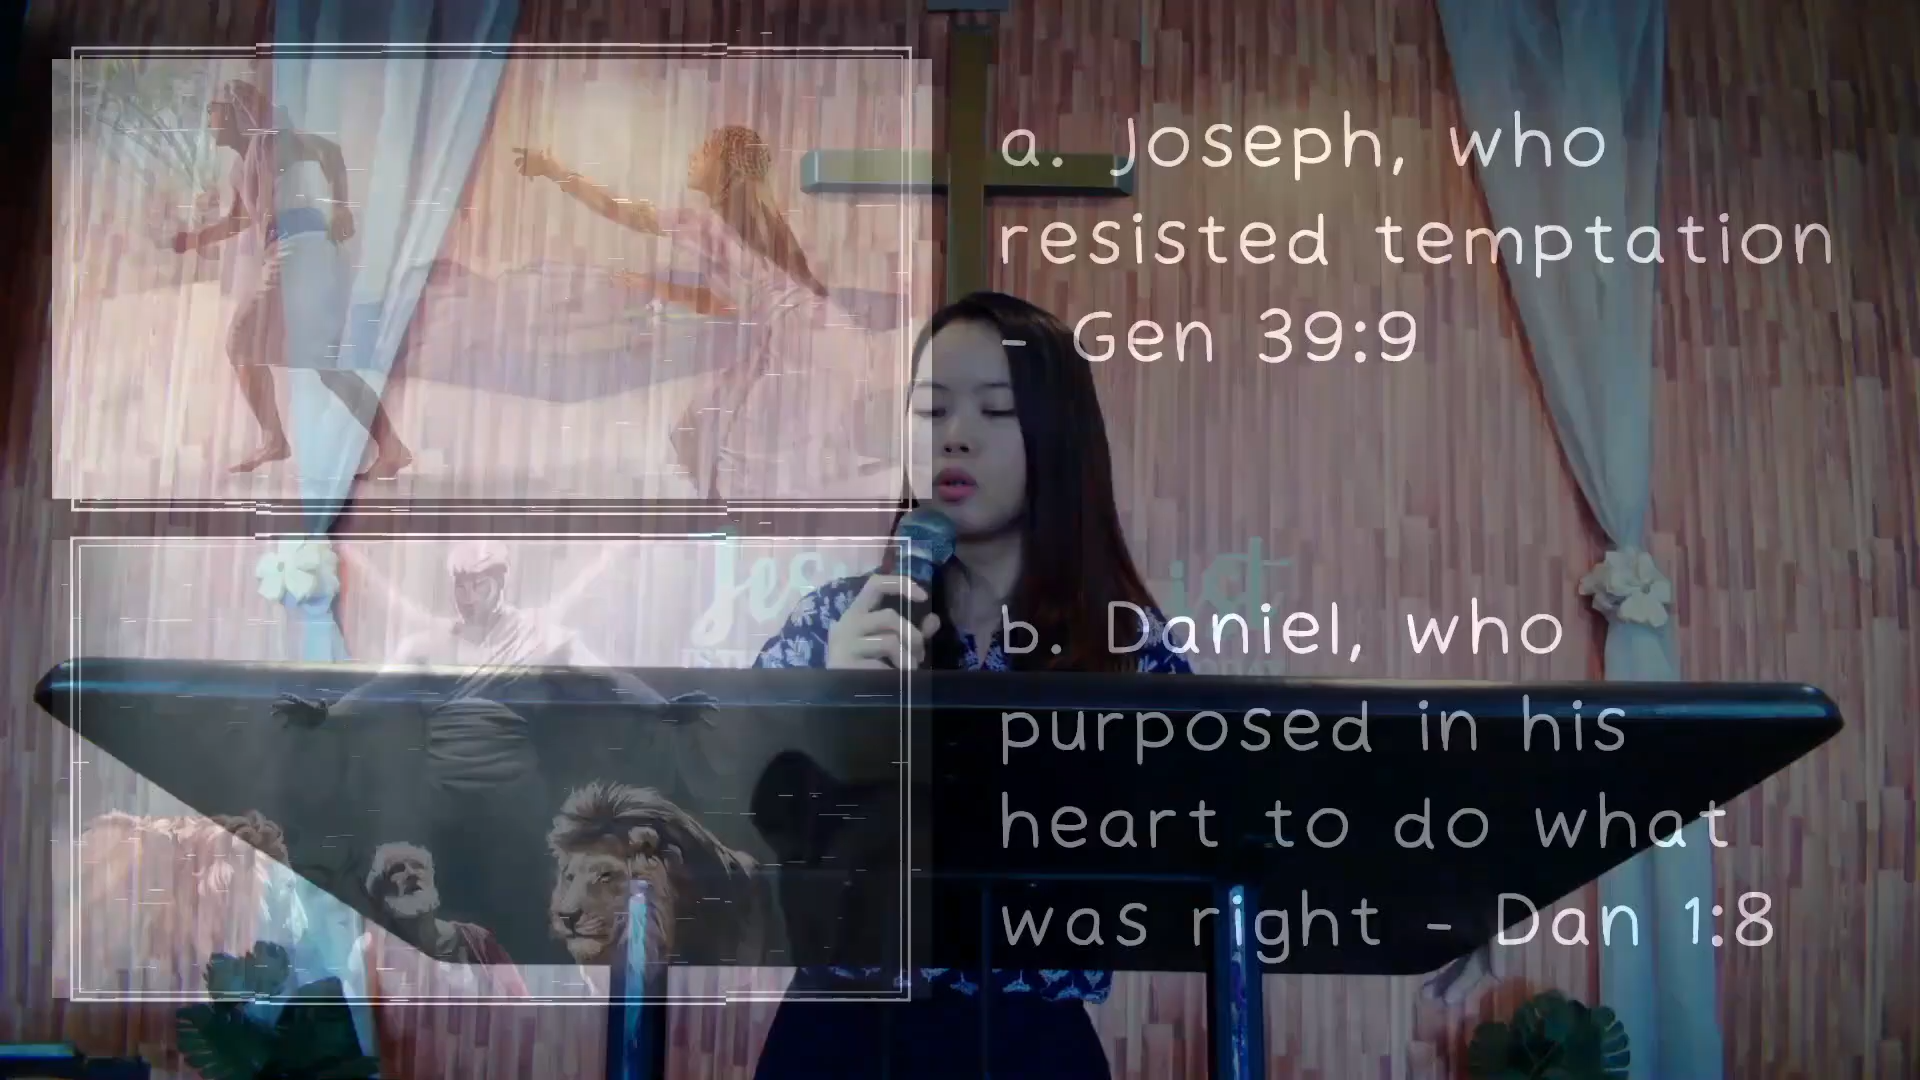 a. Joseph, who
resisted temptation
- Gen 39:9
b. Daniel, who
purposed in his
heart to do what
was right - Dan 1:8